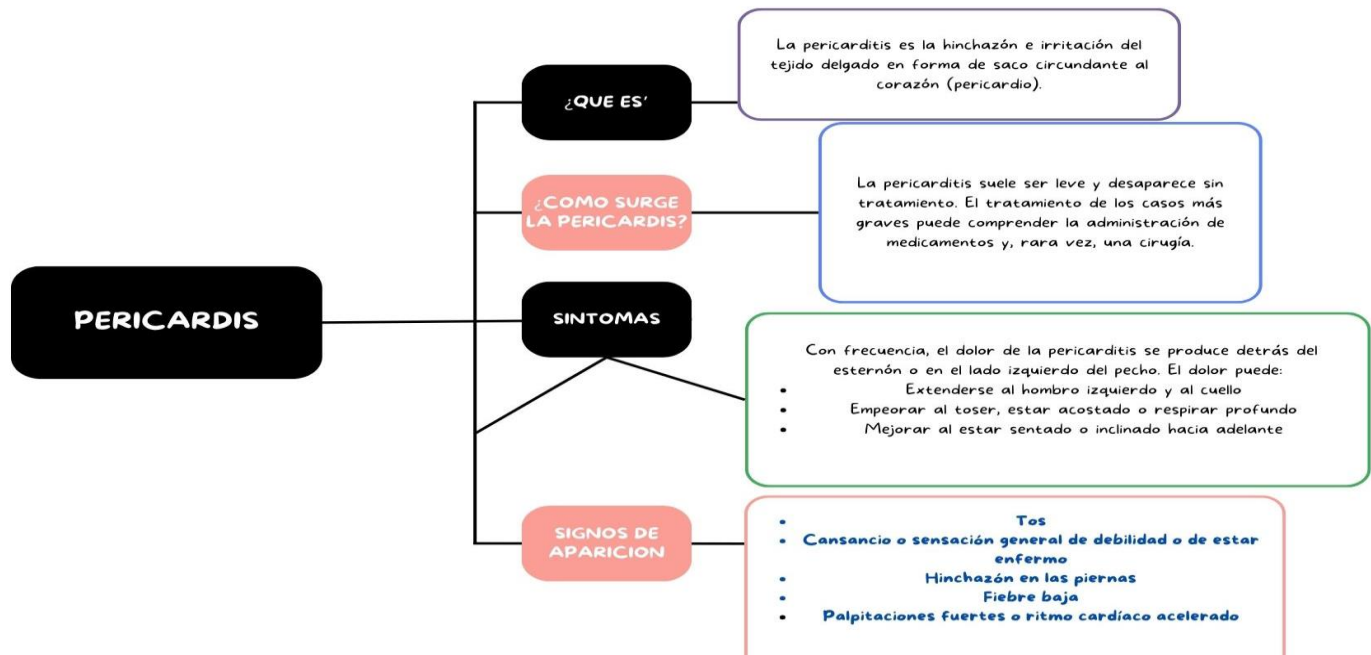 PERICARDIS
¿QUE ES'
La pericarditis es la hinchazón e irritación del
tejido delgado en forma de saco circundante al
corazón (pericardio).
¿COMO SURGE
LA PERICARDIS?
La pericarditis suele ser leve y desaparece sin
tratamiento. El tratamiento de los casos más
graves puede comprender la administración de
medicamentos y, rara vez, una cirugía.
SINTOMAS
Con frecuencia, el dolor de la pericarditis se produce detrás del
esternón o en el lado izquierdo del pecho. El dolor puede:
• Extenderse al hombro izquierdo y al cuello
• Empeorar al toser, estar acostado o respirar profundo
• Mejorar al estar sentado o inclinado hacia adelante
SIGNOS DE
APARICION
• Tos
• Cansancio o sensación general de debilidad o de estar
enfermo
• Hinchazón en las piernas
• Fiebre baja
• Palpitaciones fuertes o ritmo cardíaco acelerado